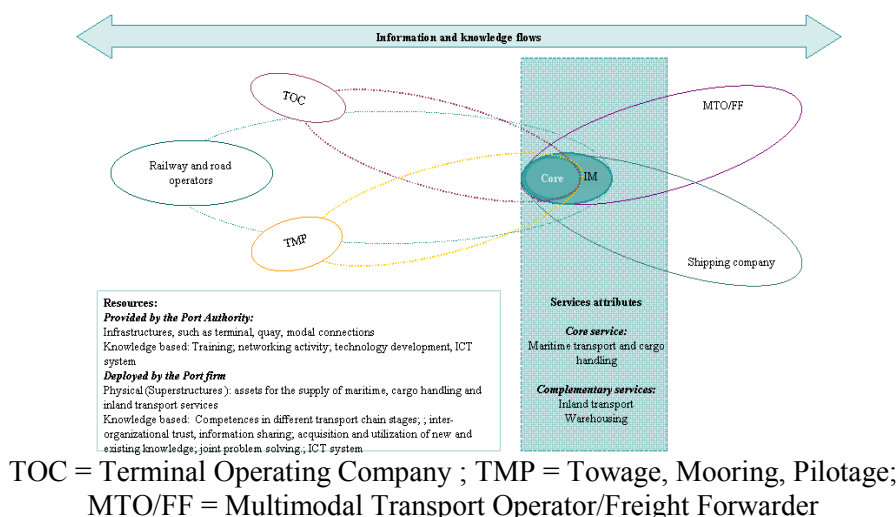 Information and knowledge flows
TOC
MTO/FF
Railway and road
operators
Core
IM
TMP
Shipping company
Resources:
Provided by the Port Authority:
Infrastructures, such as terminal, quay, modal connections
Knowledge based: Training; networking activity; technology development, ICT
system
Deployed by the Port firm
Physical (Superstructures): assets for the supply of maritime, cargo handling and
inland transport services
Knowledge based: Competences in different transport chain stages; ; inter-
organizational trust, information sharing; acquisition and utilization of new and
existing knowledge; joint problem solving ; ICT system
Services attributes
Core service:
Maritime transport and cargo
handling
Complementary services:
Inland transport
Warehousing
TOC = Terminal Operating Company ; TMP = Towage, Mooring, Pilotage;
MTO/FF = Multimodal Transport Operator/Freight Forwarder